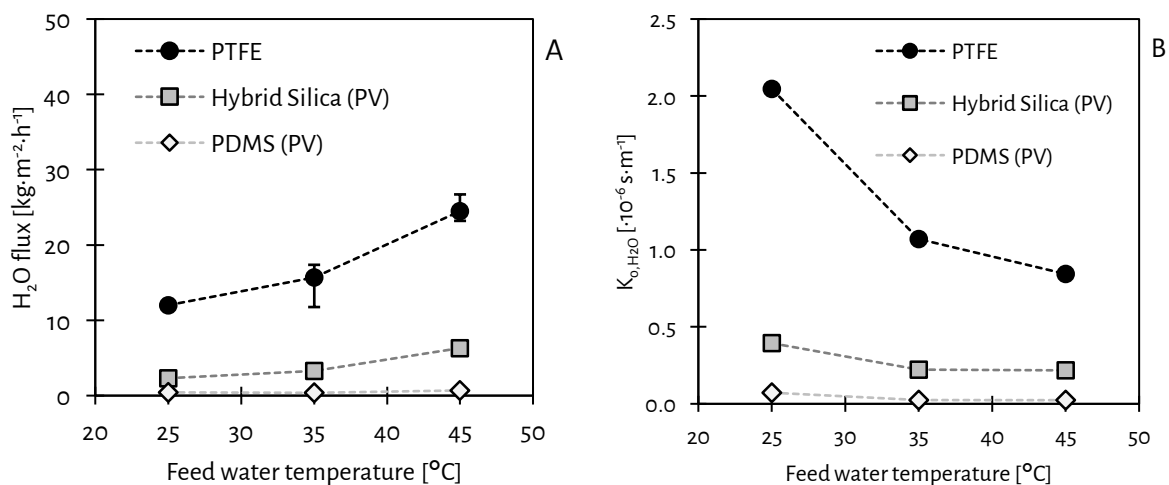 A
PTFE
Hybrid Silica (PV)
PDMS (PV)
H₂O flux [kg·m⁻²·h⁻¹]
50
40
30
20
10
0
20 25 30 35 40 45 50
Feed water temperature [°C]
B
PTFE
Hybrid Silica (PV)
PDMS (PV)
K₀,H₂O [·10⁻⁶ s·m⁻¹]
2.5
2.0
1.5
1.0
0.5
0.0
20 25 30 35 40 45 50
Feed water temperature [°C]